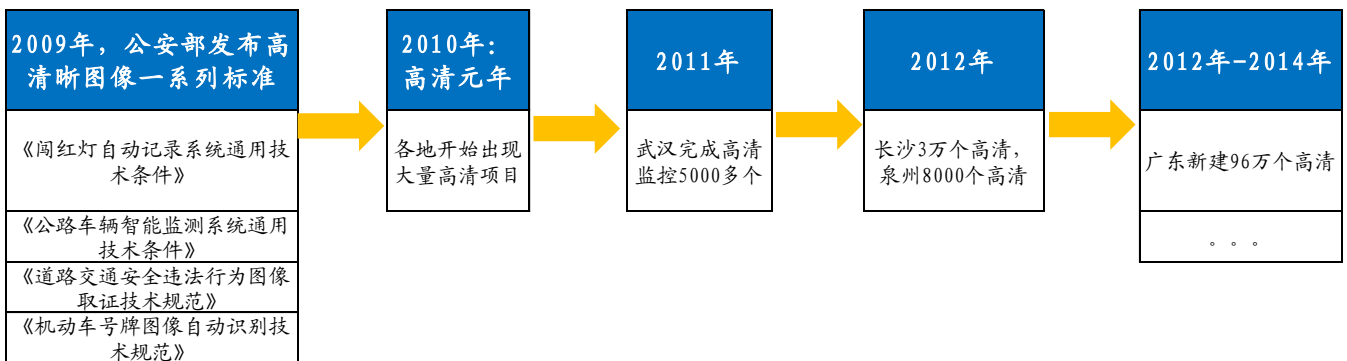 2009年，公安部发布高
清晰图像一系列标准
《闯红灯自动记录系统通用技
术条件》
《公路车辆智能监测系统通用
技术条件》
《道路交通安全违法行为图像
取证技术规范》
《机动车号牌图像自动识别技
术规范》
2010年：
高清元年
各地开始出现
大量高清项目
2011年
武汉完成高清
监控5000多个
2012年
长沙3万个高清，
泉州8000个高清
2012年-2014年
广东新建96万个高清
。。。